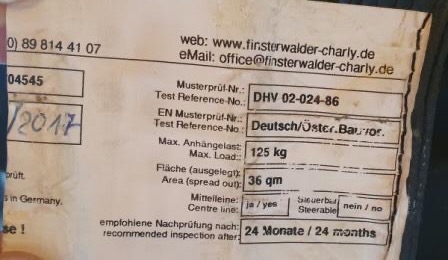 0) 89 814 41 07
web: www.finsterwalder-charly.de
eMail: office@finsterwalder-charly.de
04545
/2017
prüft.
s in Germany.
se !
Musterprüf-Nr.:
Test Reference-No.: DHV 02-024-86
EN Musterprüf-Nr.:
Test Reference-No.: Deutsch/Öster.Bauvor.
Max. Anhängelast:
Max. Load:: 125 kg
Fläche (ausgelegt):
Area (spread out): 36 qm
Mittelleine:
Centre line: ja / yes
Steuerbar
Steerable nein / no
empfohlene Nachprüfung nach:
recommended inspection after: 24 Monate / 24 months